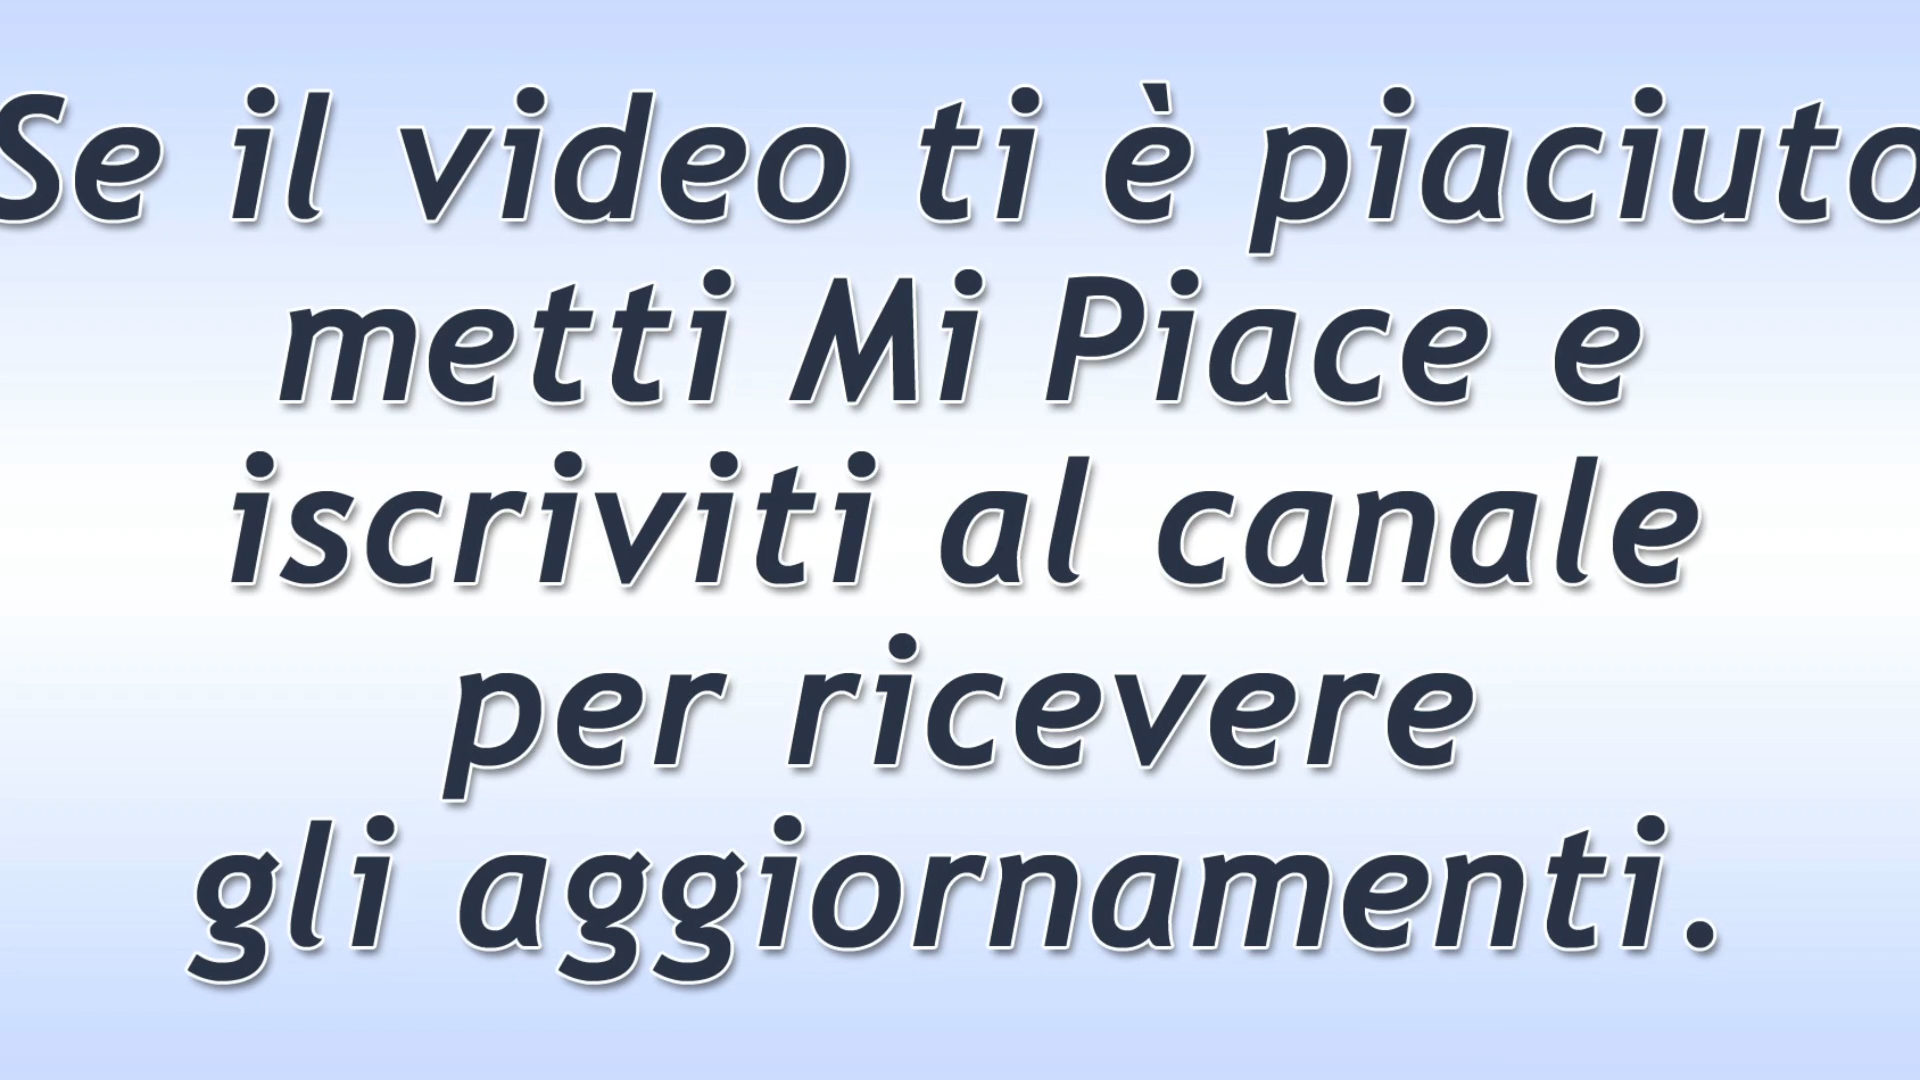 Se il video ti è piaciuto
metti Mi Piace e
iscriviti al canale
per ricevere
gli aggiornamenti.